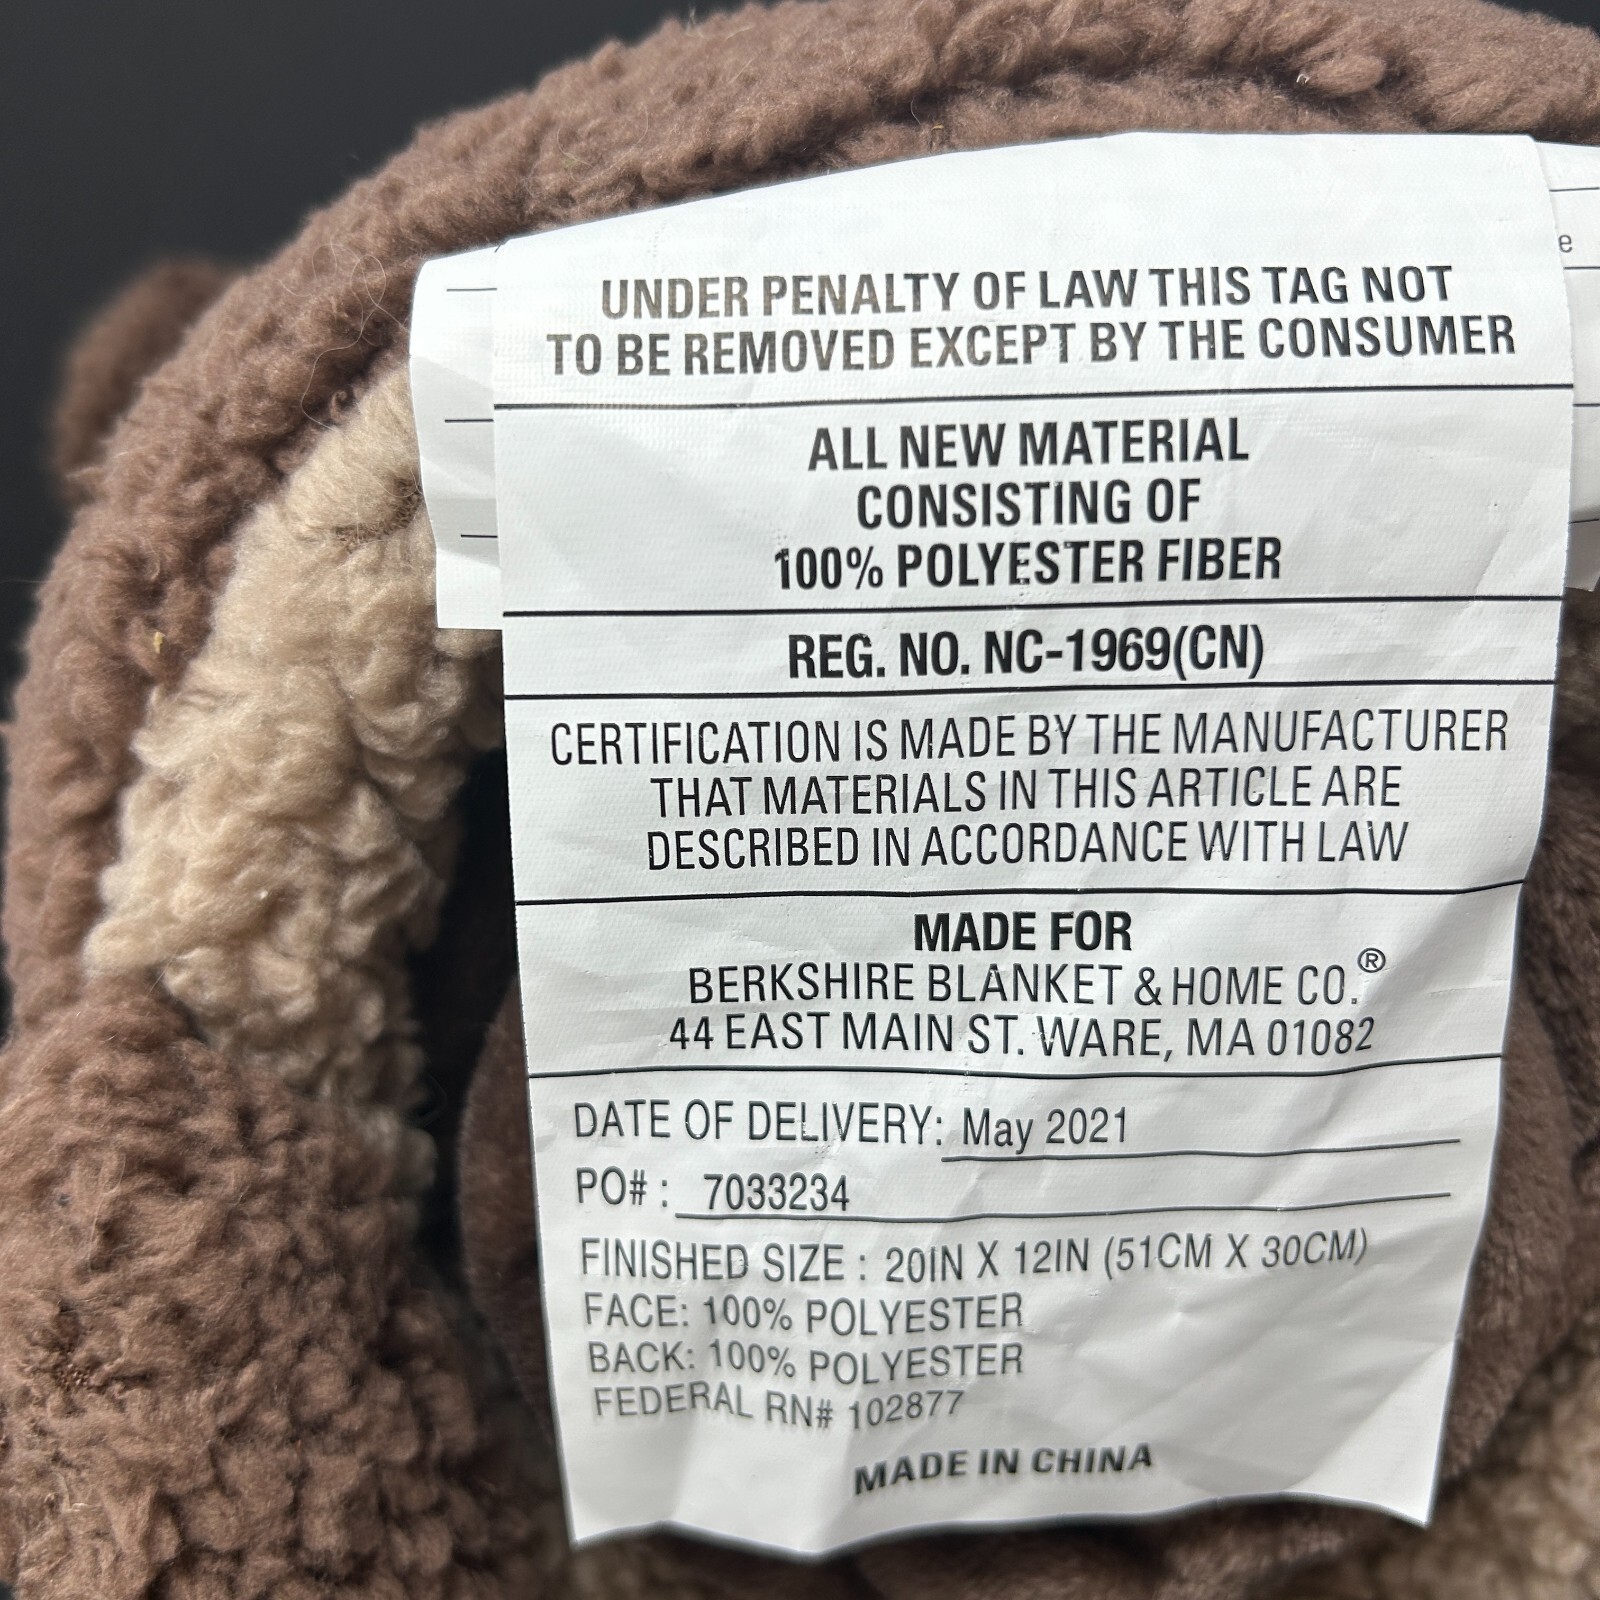 UNDER PENALTY OF LAW THIS TAG NOT
TO BE REMOVED EXCEPT BY THE CONSUMER
ALL NEW MATERIAL
CONSISTING OF
100% POLYESTER FIBER
REG. NO. NC-1969(CN)
CERTIFICATION IS MADE BY THE MANUFACTURER
THAT MATERIALS IN THIS ARTICLE ARE
DESCRIBED IN ACCORDANCE WITH LAW
MADE FOR
BERKSHIRE BLANKET & HOME CO.®
44 EAST MAIN ST. WARE, MA 01082
DATE OF DELIVERY: May 2021
PO# : 7033234
FINISHED SIZE : 20IN X 12IN (51CM X 30CM)
FACE: 100% POLYESTER
BACK: 100% POLYESTER
FEDERAL RN# 102877
MADE IN CHINA